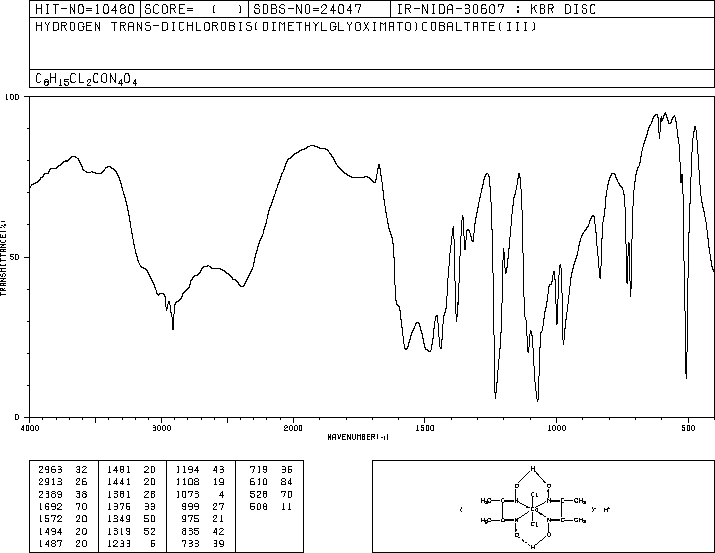 HIT-NO=10480 SCORE= ( ) SDBS-NO=24047 IR-NIDA-30607 : KBR DISC
HYDROGEN TRANS-DICHLOROBIS(DIMETHYLGLYOXIMATO)COBALTATE(III)
C8H15CL2CON4O4
100
50
0
TRANSMITTANCE(%)
4000 3000 2000 1500 1000 500
WAVENUMBER(-1)
2963 32 1481 20 1194 43 719 36
2913 26 1441 20 1108 19 610 84
2389 38 1381 28 1073 4 528 70
1692 70 1376 39 999 27 508 11
1572 20 1349 50 975 21
1494 20 1319 52 835 42
1487 20 1233 6 733 39
H
O O
Cl
H3C C N N C CH3
Co
H3C C N N C CH3
Cl
O O
H
( )- H+